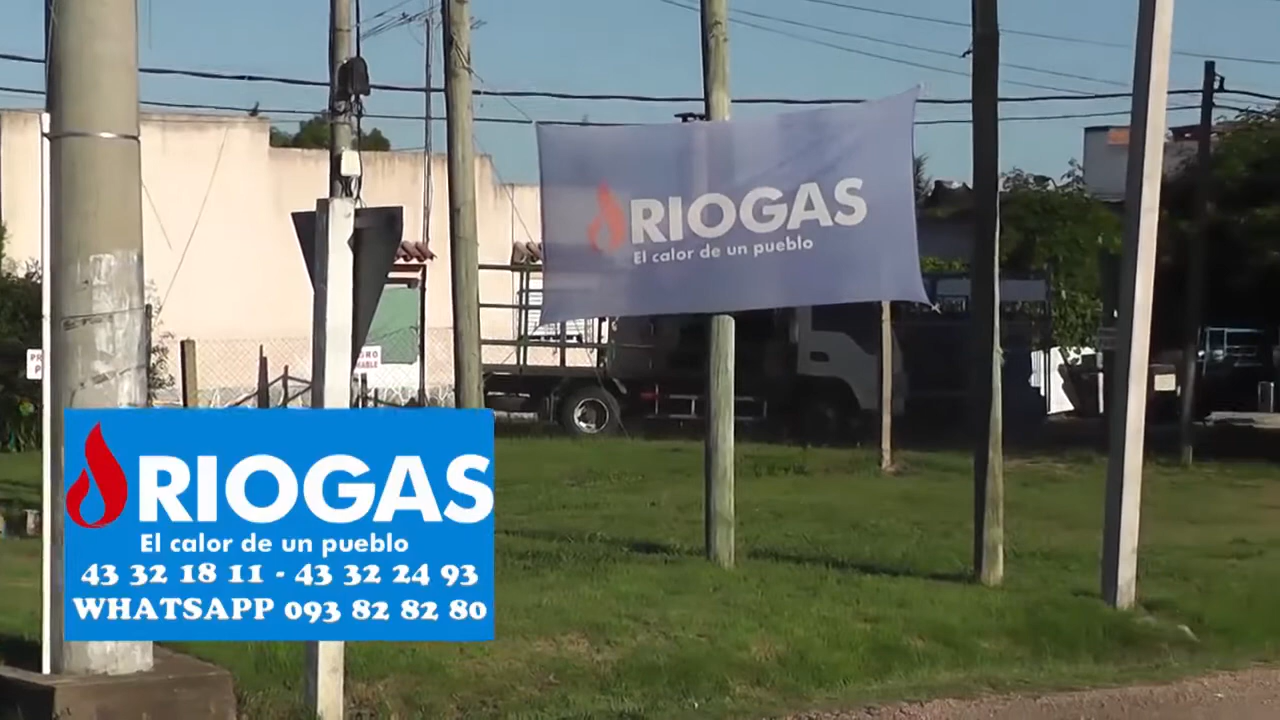 RIOGAS
El calor de un pueblo
RIOGAS
El calor de un pueblo
43 32 18 11 - 43 32 24 93
WHATSAPP 093 82 82 80